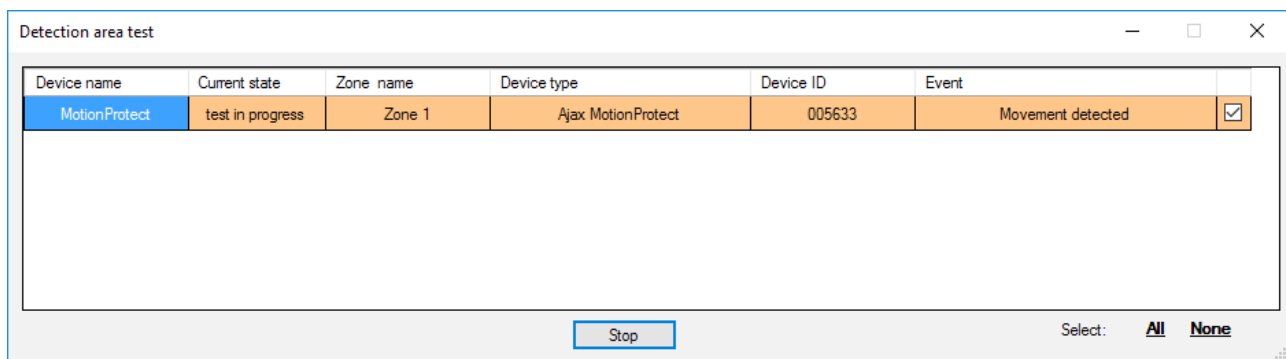 Detection area test
Device name Current state Zone name Device type Device ID Event
MotionProtect test in progress Zone 1 Ajax MotionProtect 005633 Movement detected
Stop Select: All None